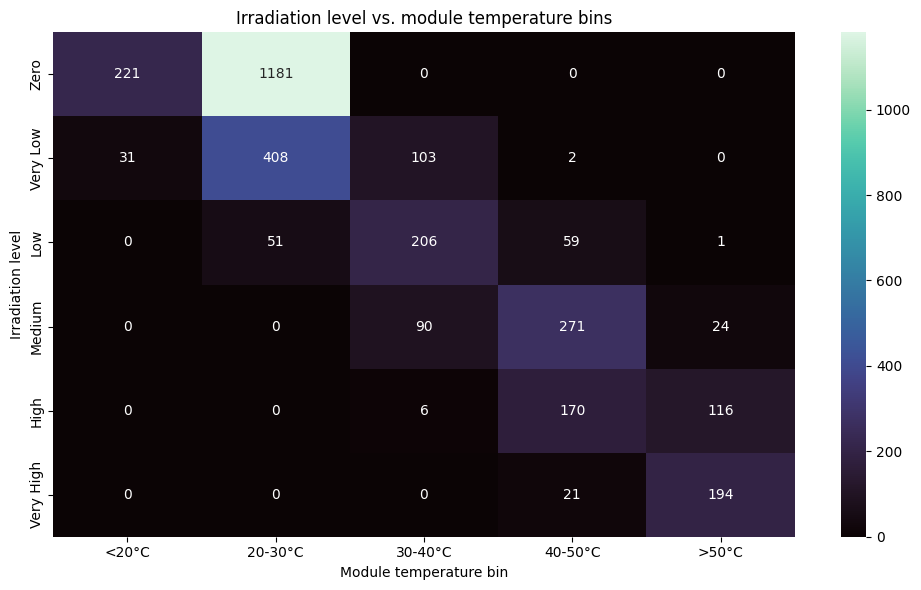 Irradiation level vs. module temperature bins
Irradiation level
Zero 221 1181 0 0 0
Very Low 31 408 103 2 0
Low 0 51 206 59 1
Medium 0 0 90 271 24
High 0 0 6 170 116
Very High 0 0 0 21 194
<20°C 20-30°C 30-40°C 40-50°C >50°C
Module temperature bin
1000
800
600
400
200
0